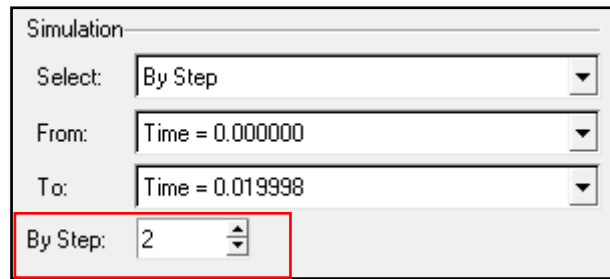 Simulation
Select: By Step
From: Time = 0.000000
To: Time = 0.019998
By Step: 2